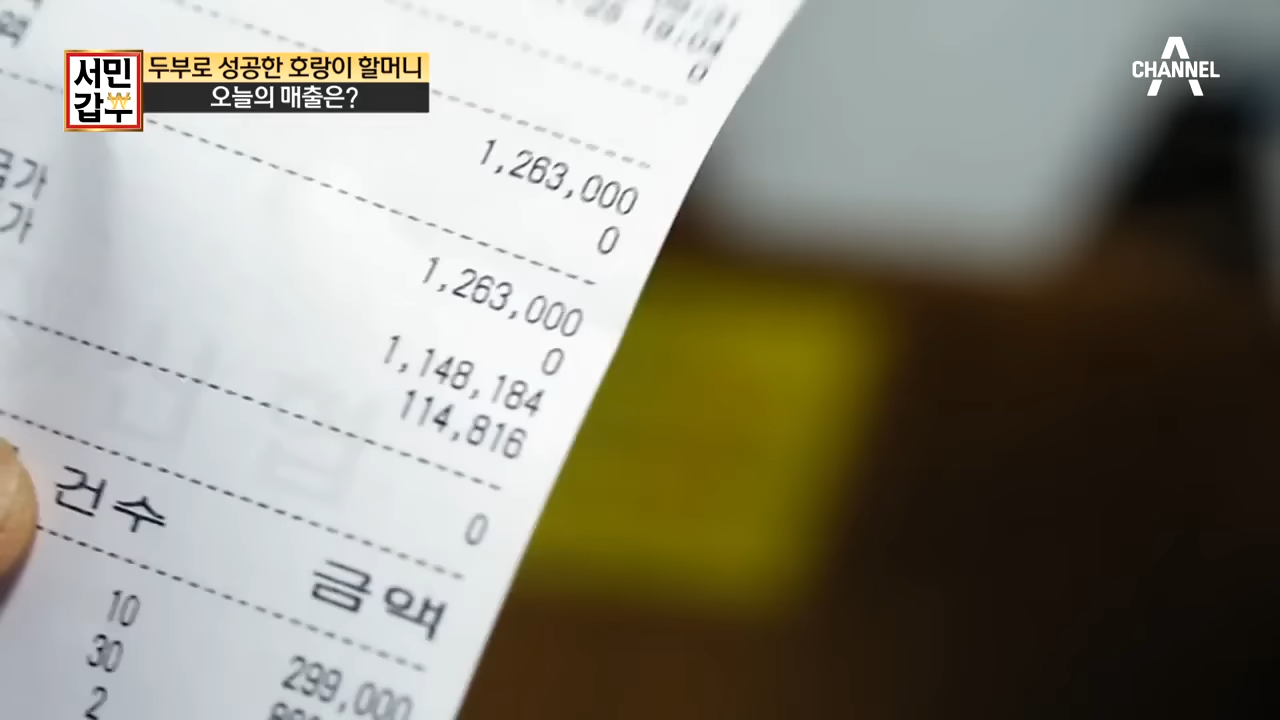 서민
갑부
두부로 성공한 호랑이 할머니
오늘의 매출은?
CHANNEL A
0
1,263,000
0
1,263,000
0
1,148,184
114,816
0
건수 금액
10 299,000
30
2